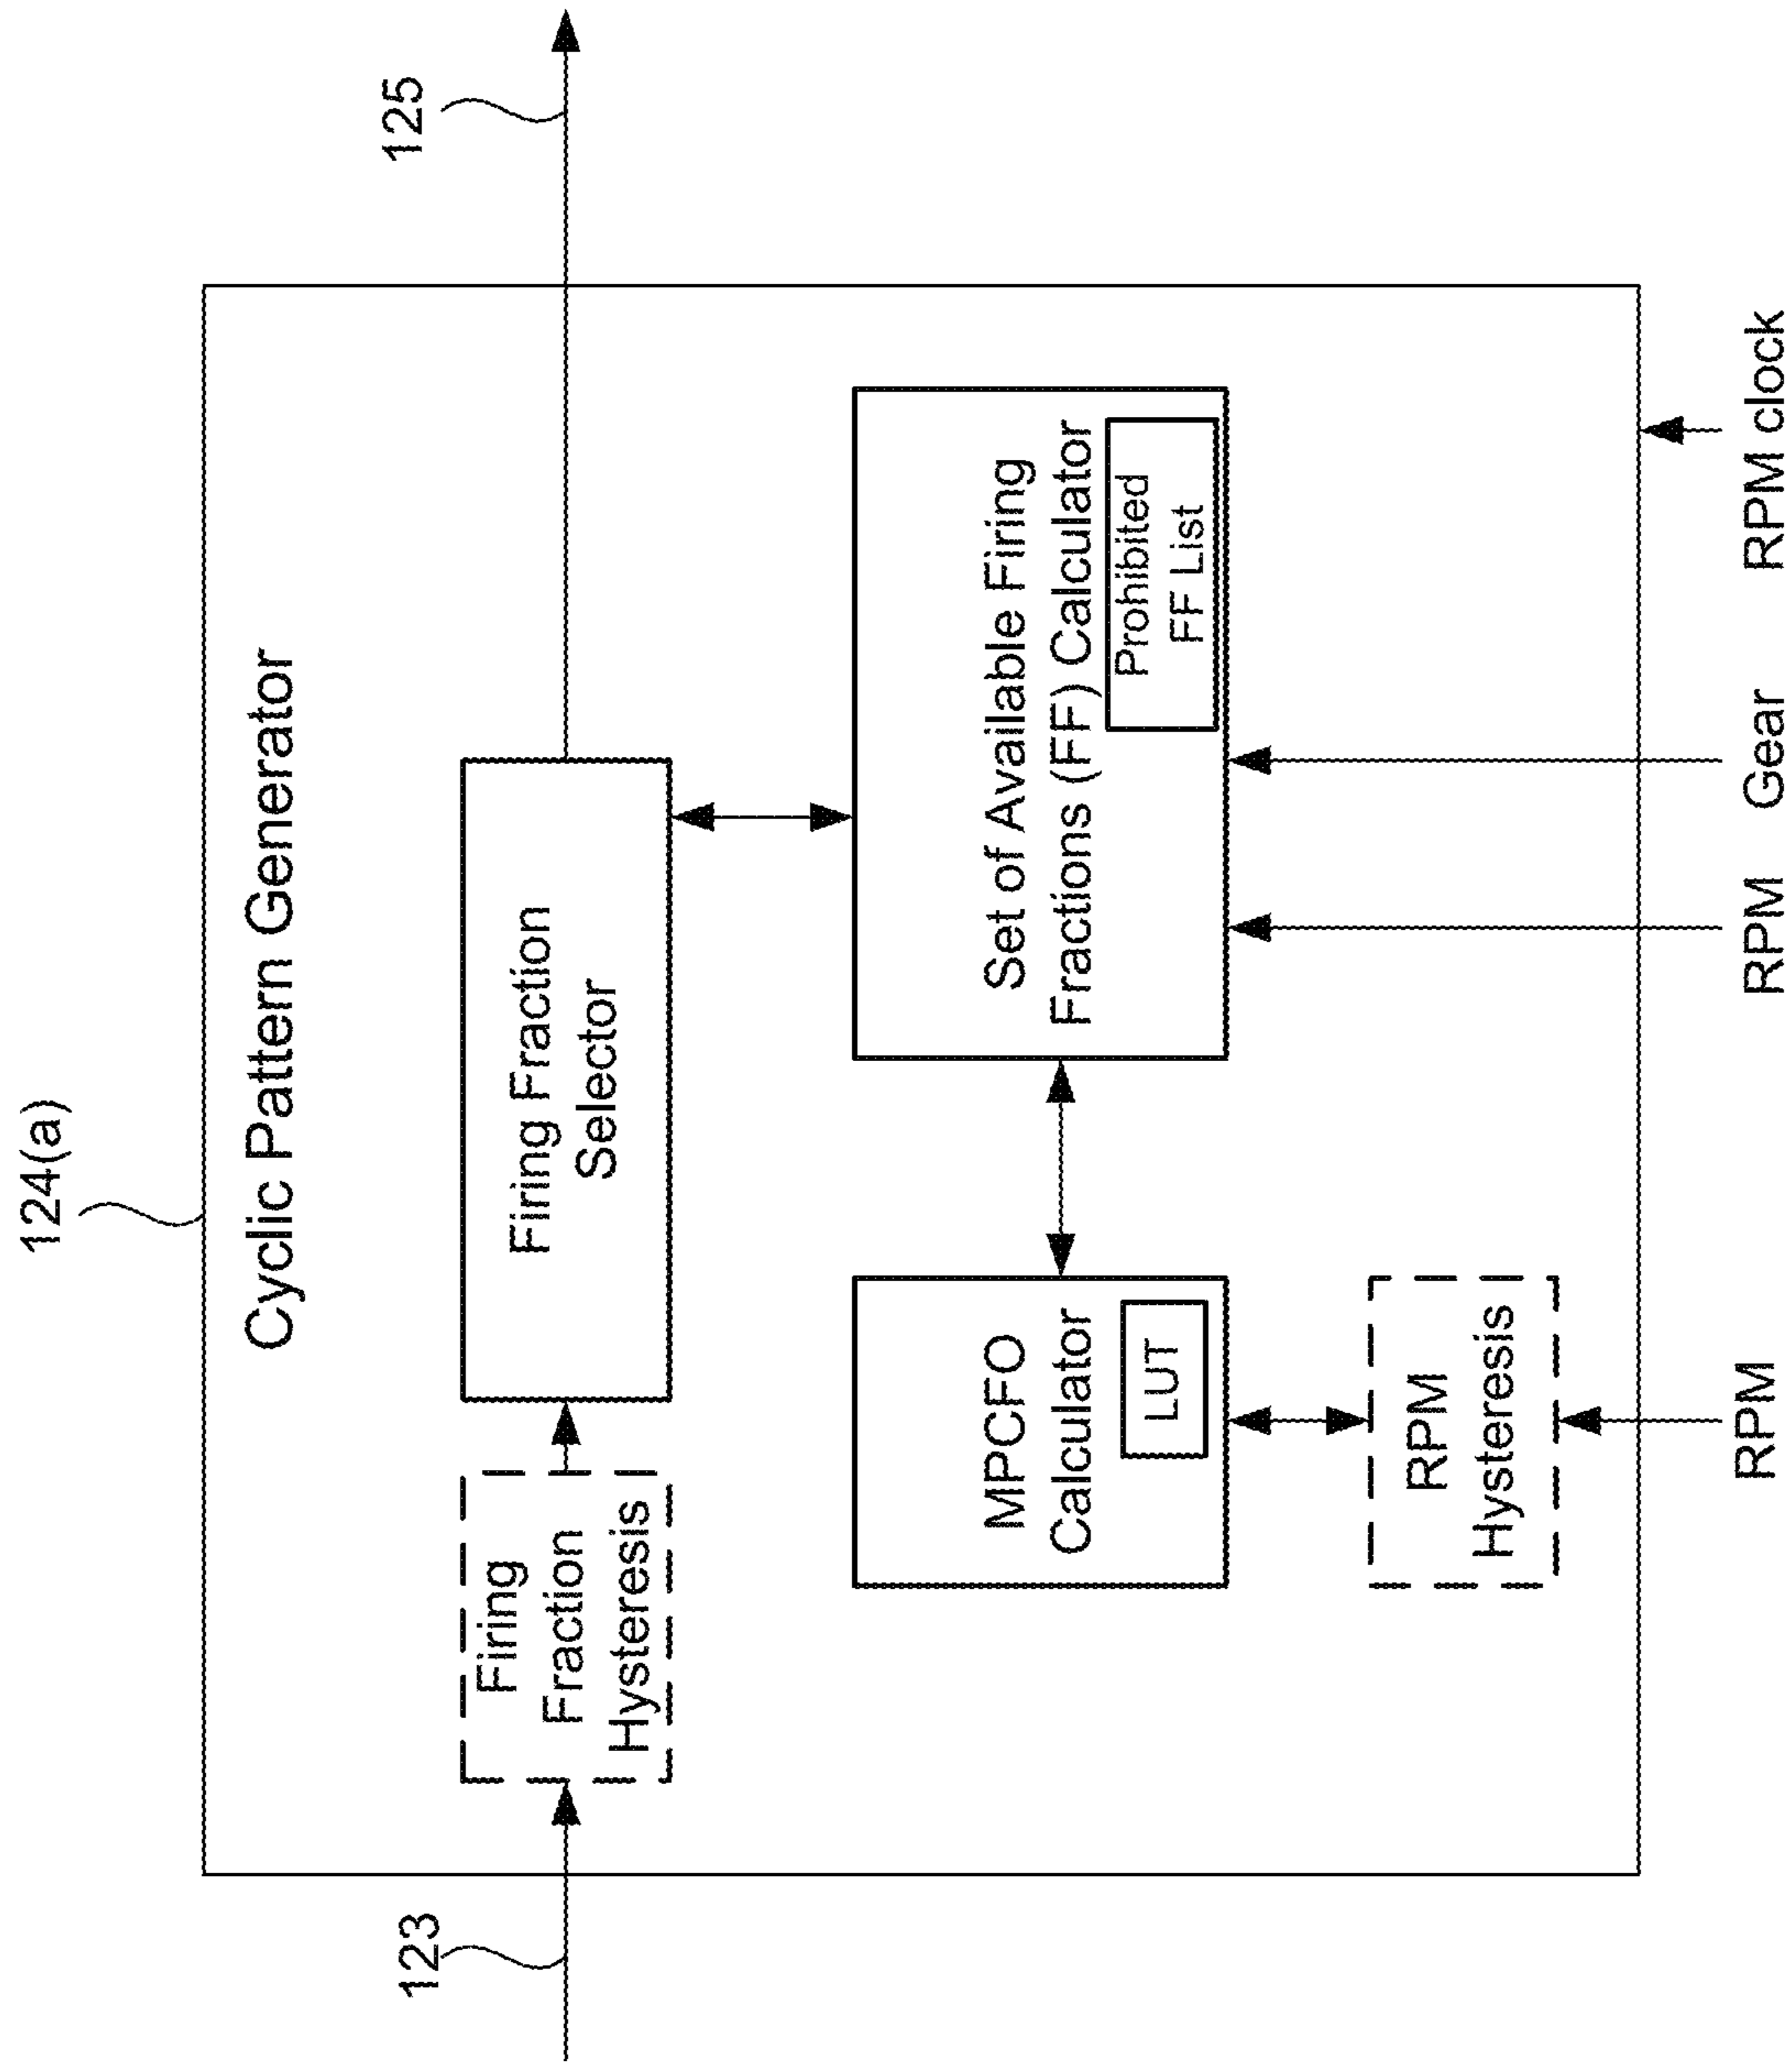 124(a)
Cyclic Pattern Generator
123
125
Firing
Fraction
Hysteresis
Firing Fraction
Selector
MPCFO
Calculator
LUT
Set of Available Firing
Fractions (FF) Calculator
Prohibited
FF List
RPM
Hysteresis
RPM
RPM
Gear
RPM clock